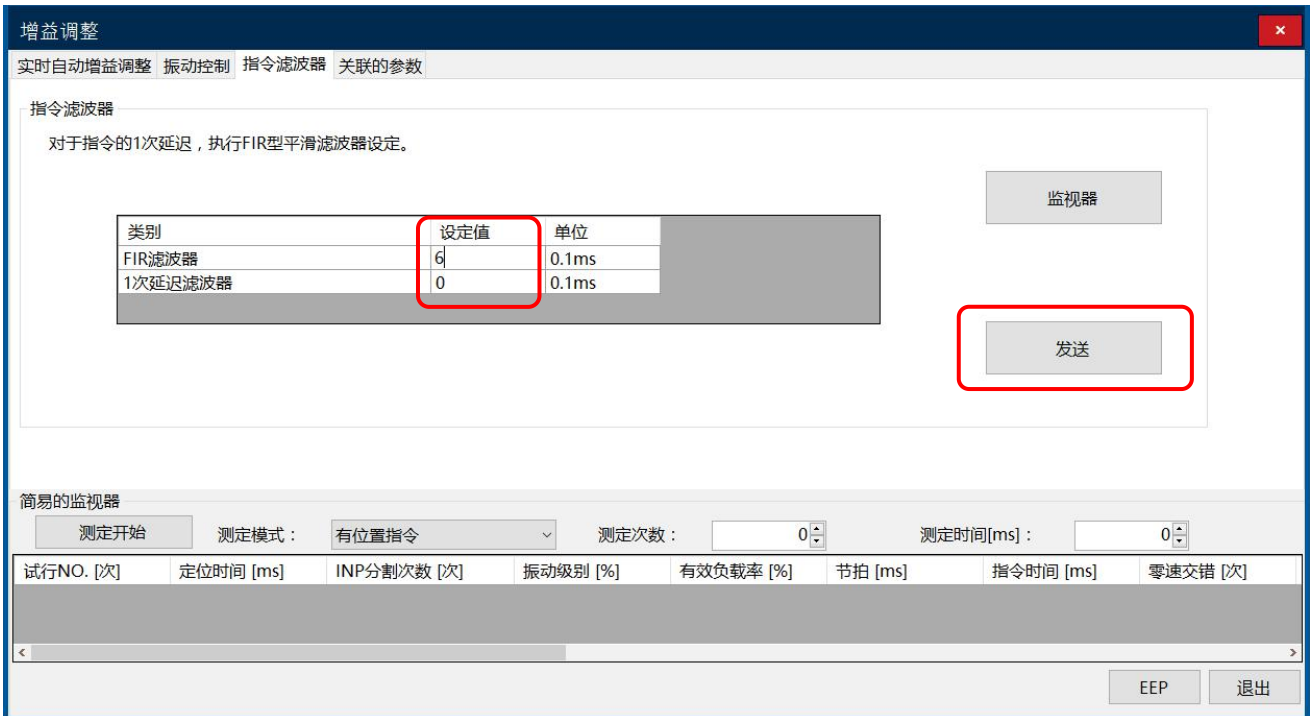 增益调整
实时自动增益调整 振动控制 指令滤波器 关联的参数
指令滤波器
对于指令的1次延迟，执行FIR型平滑滤波器设定。
监视器
类别 设定值 单位
FIR滤波器 6 0.1ms
1次延迟滤波器 0 0.1ms
发送
简易的监视器
测定开始 测定模式： 有位置指令 测定次数： 0 测定时间[ms]： 0
试行NO. [次] 定位时间 [ms] INP分割次数 [次] 振动级别 [%] 有效负载率 [%] 节拍 [ms] 指令时间 [ms] 零速交错 [次]
EEP 退出